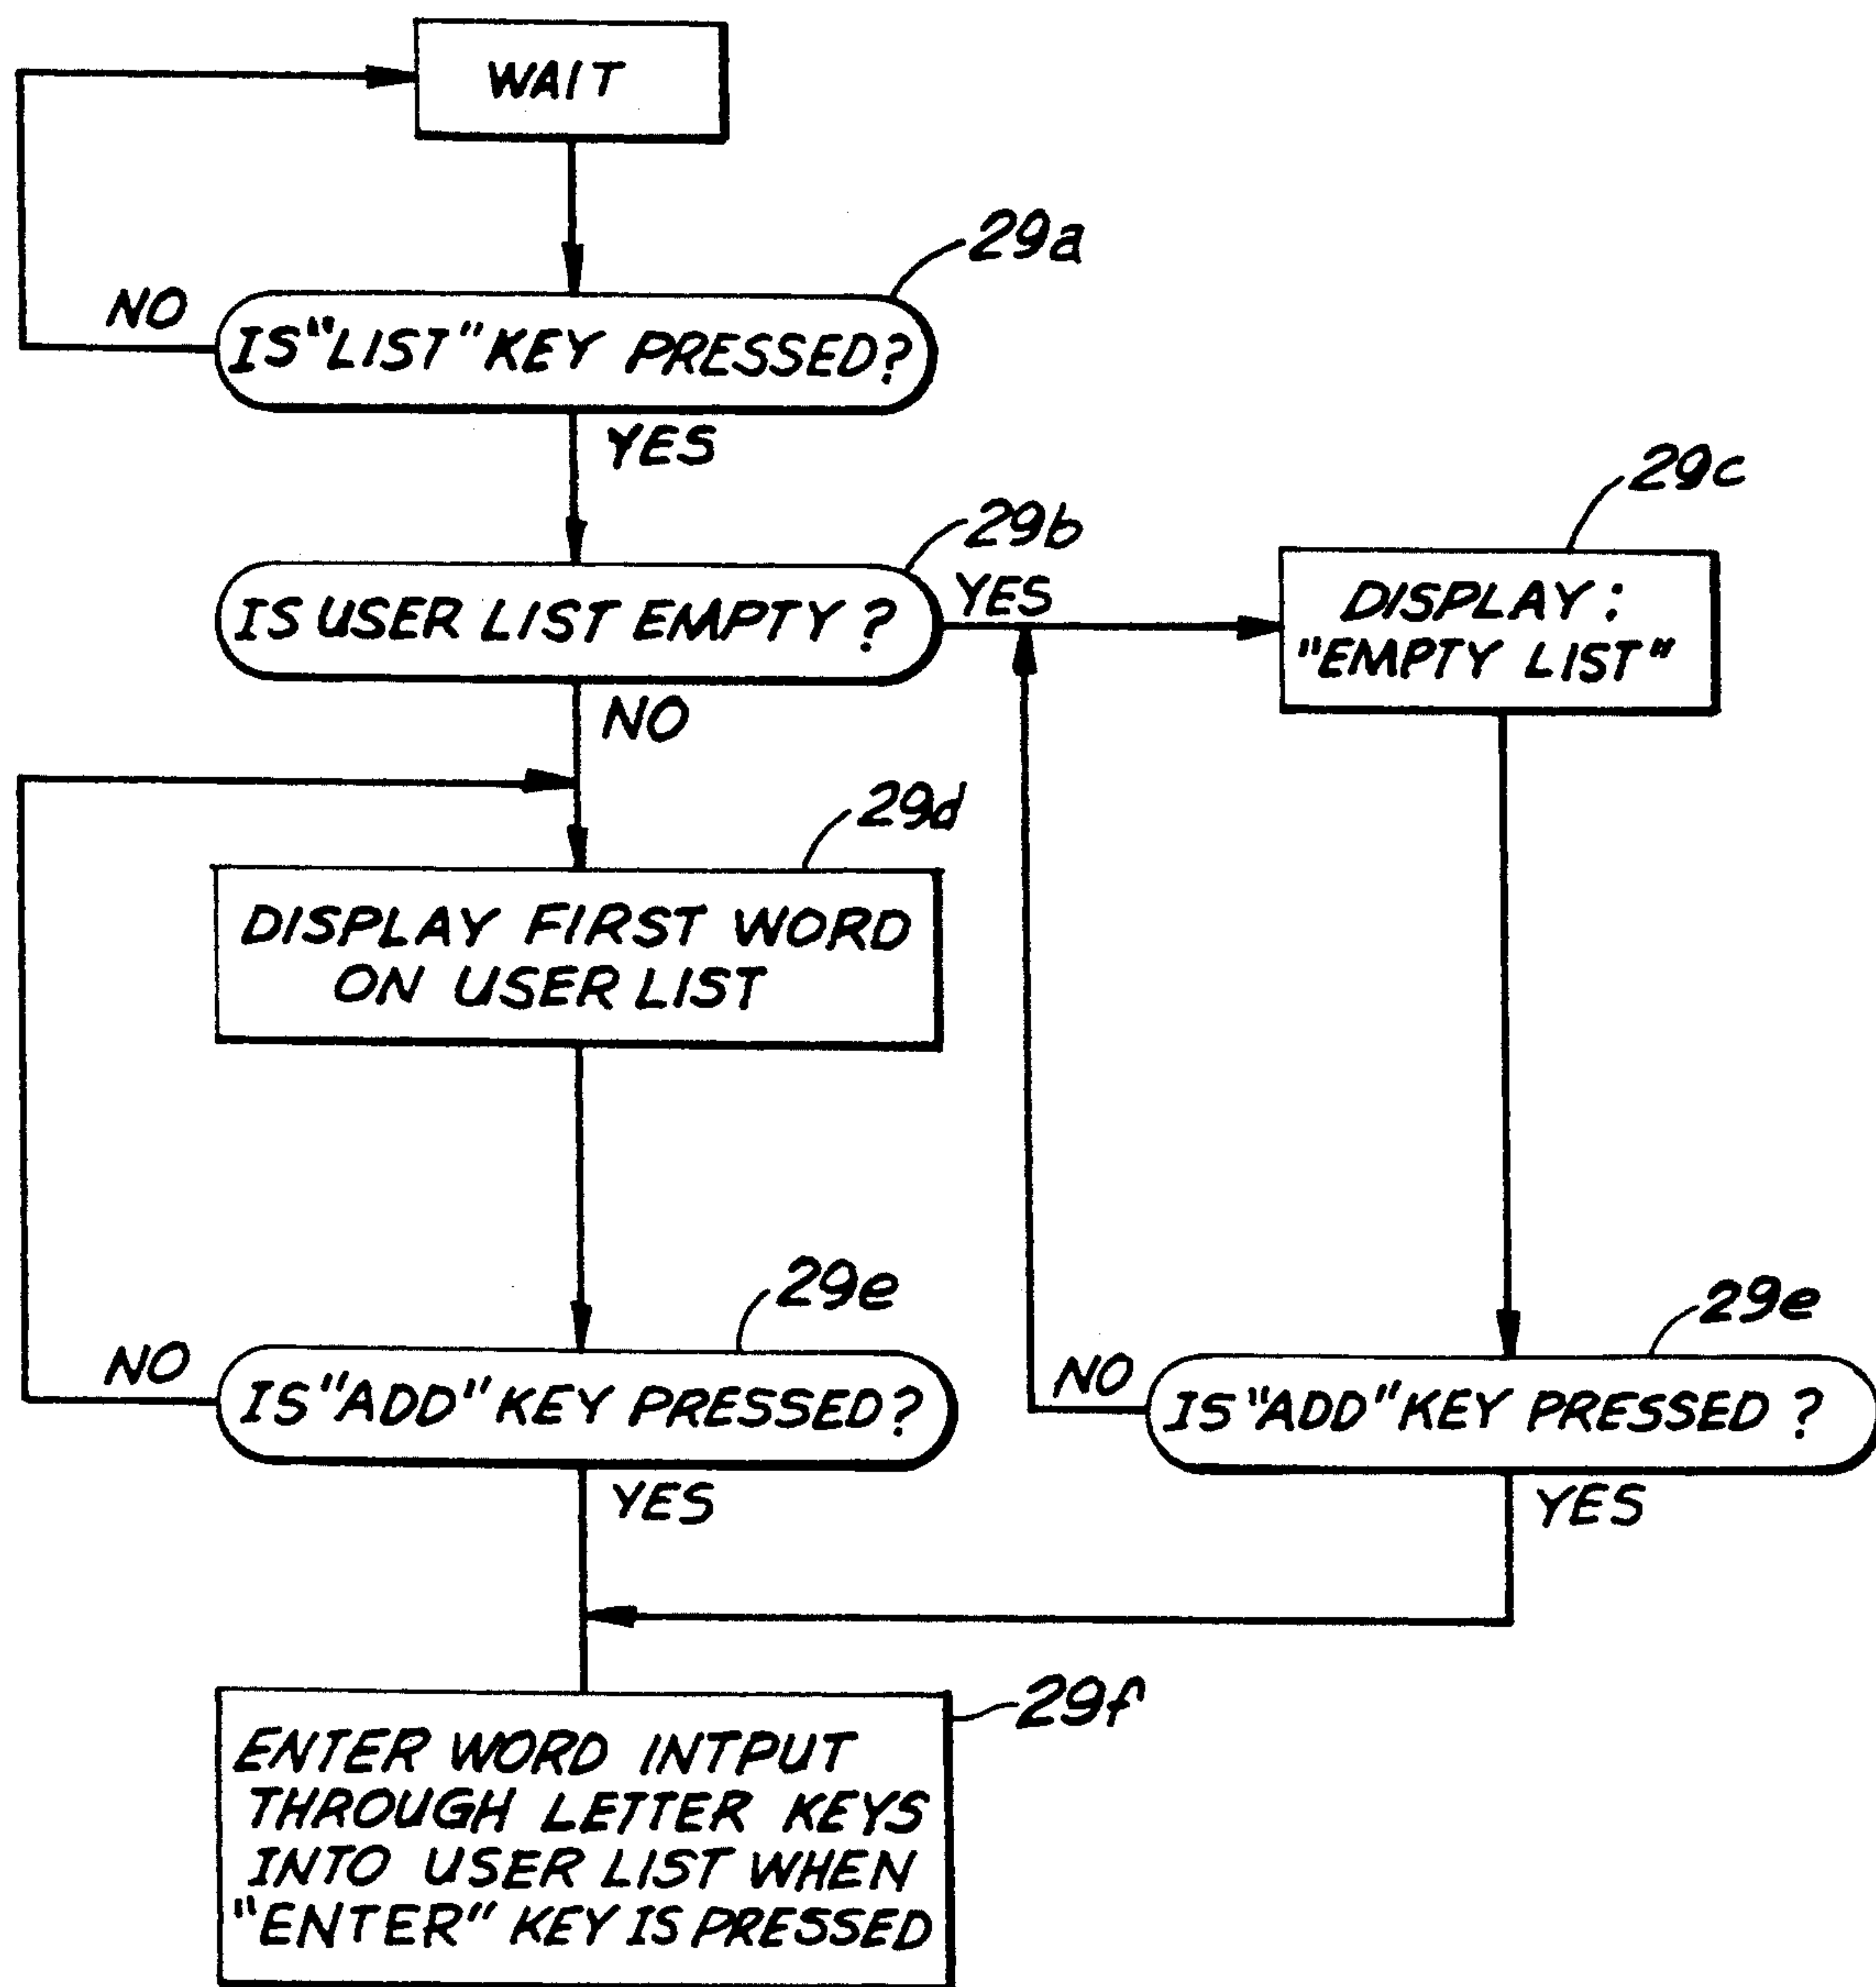 WAIT
29a
NO
IS "LIST" KEY PRESSED?
YES
29b
29c
IS USER LIST EMPTY?
YES
DISPLAY:
"EMPTY LIST"
NO
29d
DISPLAY FIRST WORD
ON USER LIST
29e
29e
NO
IS "ADD" KEY PRESSED?
NO
IS "ADD" KEY PRESSED?
YES
YES
29f
ENTER WORD INTPUT
THROUGH LETTER KEYS
INTO USER LIST WHEN
"ENTER" KEY IS PRESSED